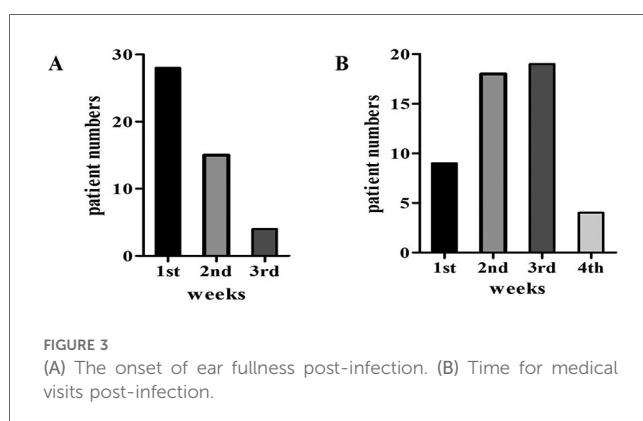 A
30
20
10
0
patient numbers
1st 2nd 3rd
weeks
B
20
15
10
5
0
patient numbers
1st 2nd 3rd 4th
weeks
FIGURE 3
(A) The onset of ear fullness post-infection. (B) Time for medical
visits post-infection.